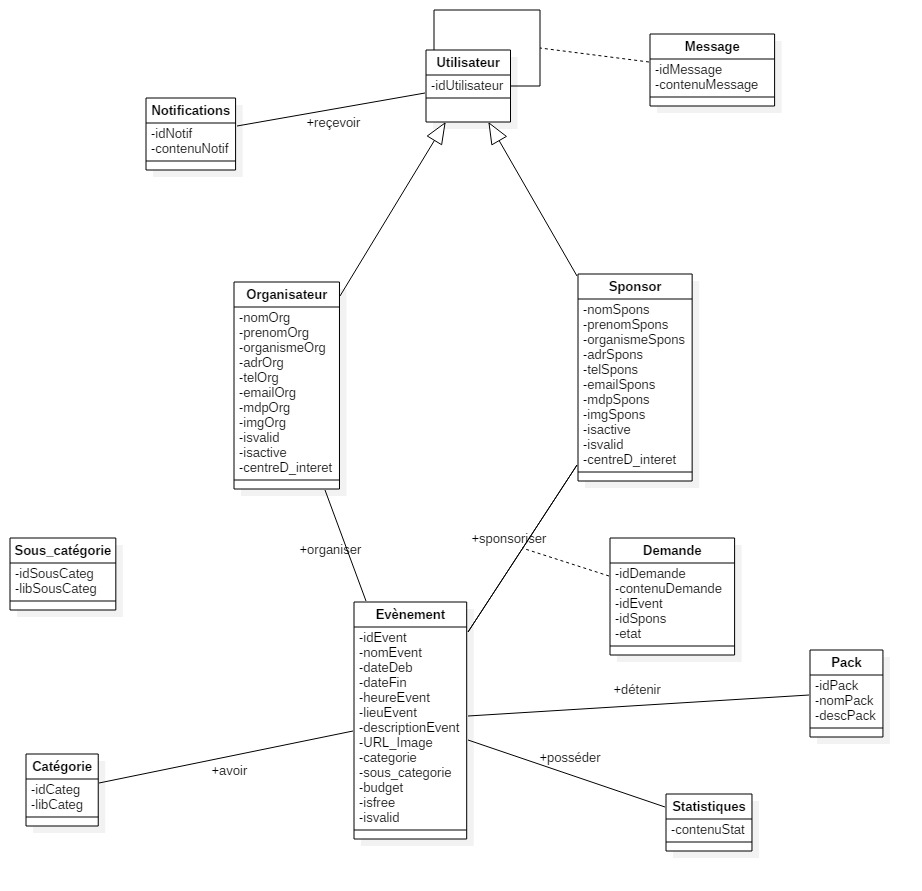 Utilisateur
-idUtilisateur
Message
-idMessage
-contenuMessage
Notifications
-idNotif
-contenuNotif
+reçevoir
Organisateur
-nomOrg
-prenomOrg
-organismeOrg
-adrOrg
-telOrg
-emailOrg
-mdpOrg
-imgOrg
-isvalid
-isactive
-centreD_interet
Sponsor
-nomSpons
-prenomSpons
-organismeSpons
-adrSpons
-telSpons
-emailSpons
-mdpSpons
-imgSpons
-isactive
-isvalid
-centreD_interet
+organiser
+sponsoriser
Sous_catégorie
-idSousCateg
-libSousCateg
Demande
-idDemande
-contenuDemande
-idEvent
-idSpons
-etat
Evènement
-idEvent
-nomEvent
-dateDeb
-dateFin
-heureEvent
-lieuEvent
-descriptionEvent
-URL_Image
-categorie
-sous_categorie
-budget
-isfree
-isvalid
+détenir
Pack
-idPack
-nomPack
-descPack
+avoir
Catégorie
-idCateg
-libCateg
+posséder
Statistiques
-contenuStat